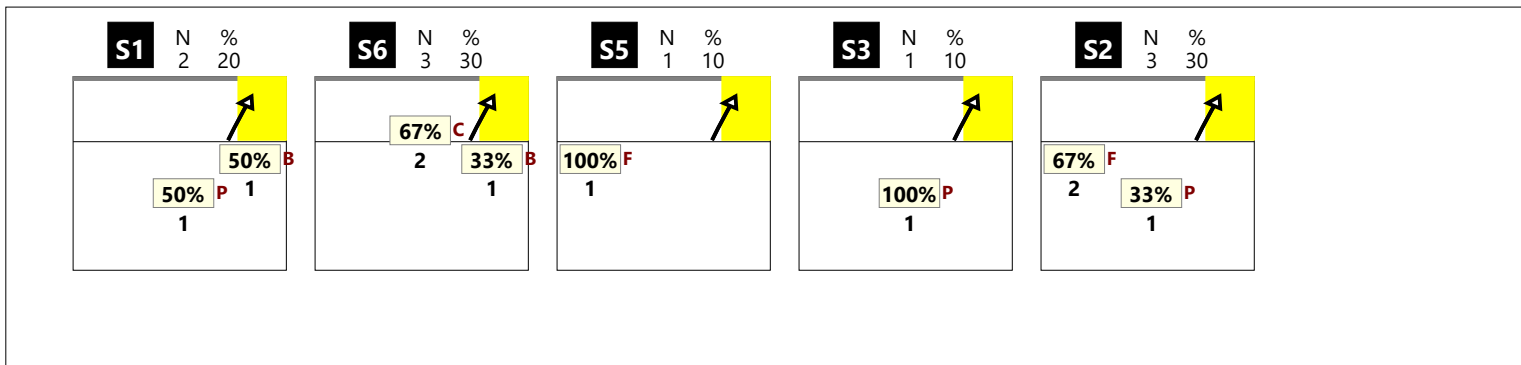 S1 N %
2 20
50% B
1
50% P
1
S6 N %
3 30
67% C
2
33% B
1
S5 N %
1 10
100% F
1
S3 N %
1 10
100% P
1
S2 N %
3 30
67% F
2
33% P
1